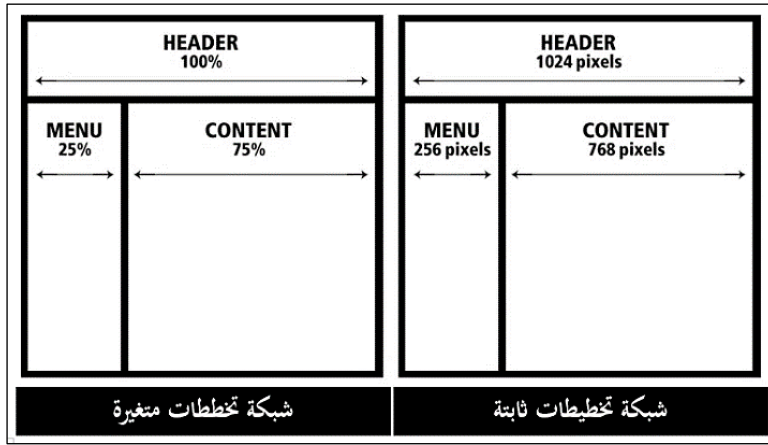 HEADER
100%
MENU
25%
CONTENT
75%
شبكة تخططات متغيرة
HEADER
1024 pixels
MENU
256 pixels
CONTENT
768 pixels
شبكة تخطيطات ثابتة